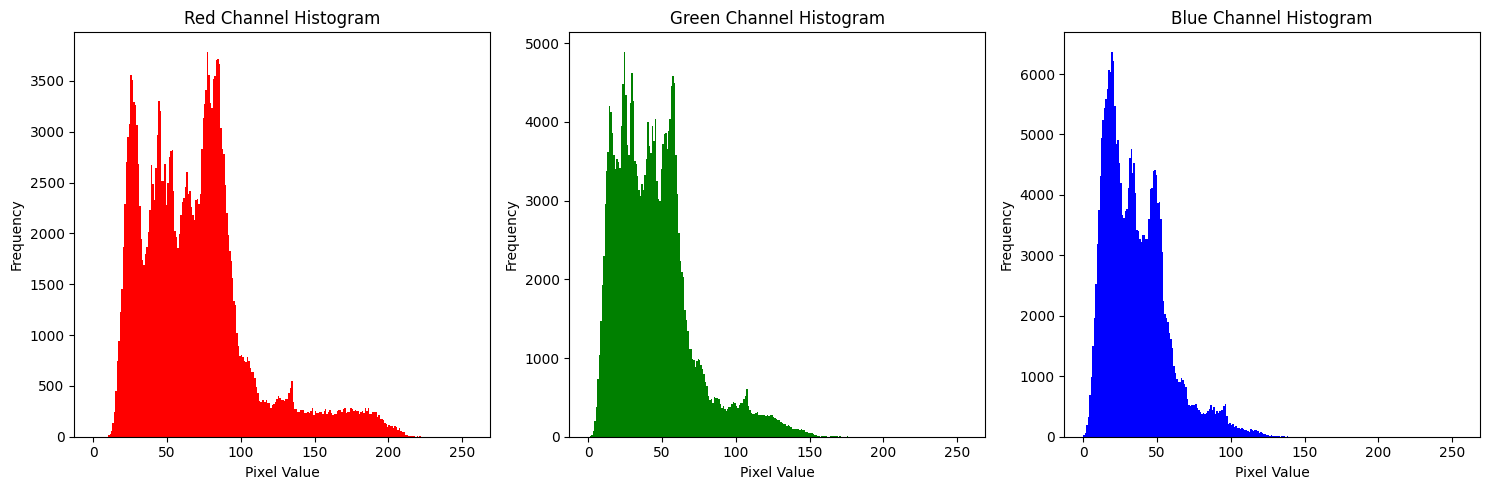 Red Channel Histogram
Frequency
3500
3000
2500
2000
1500
1000
500
0
0 50 100 150 200 250
Pixel Value
Green Channel Histogram
Frequency
5000
4000
3000
2000
1000
0
0 50 100 150 200 250
Pixel Value
Blue Channel Histogram
Frequency
6000
5000
4000
3000
2000
1000
0
0 50 100 150 200 250
Pixel Value